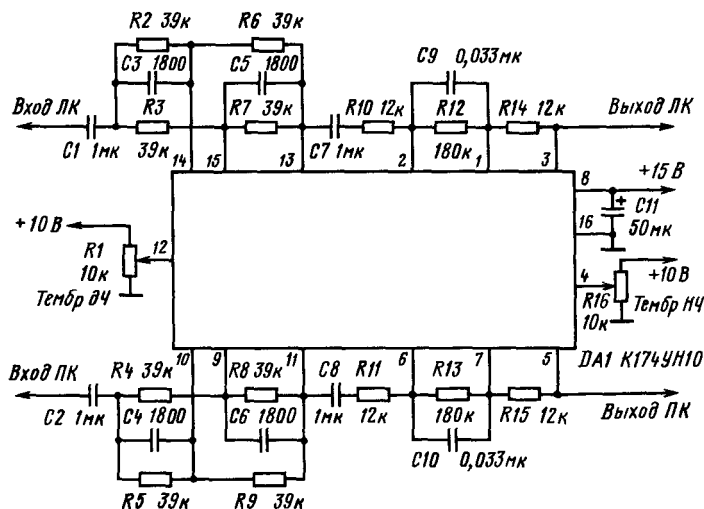 R2 39к R6 39к
C3 1800 C5 1800 C9 0,033мк
Вход ЛК R3 R7 39к R10 12к R12 R14 12к Выход ЛК
C1 1мк 39к C7 1мк 180к
14 15 13 2 1 3
8 +15 В
+ C11
16 50мк
+10 В 12
R1
10к
Тембр ВЧ
4 +10 В
R16
10к Тембр НЧ
10 9 11 6 7 5 DA1 К174УН10
Вход ПК R4 39к R8 39к C8 R11 R13
C2 1мк C4 1800 C6 1800 1мк 12к 180к R15 12к Выход ПК
C10 0,033мк
R5 39к R9 39к